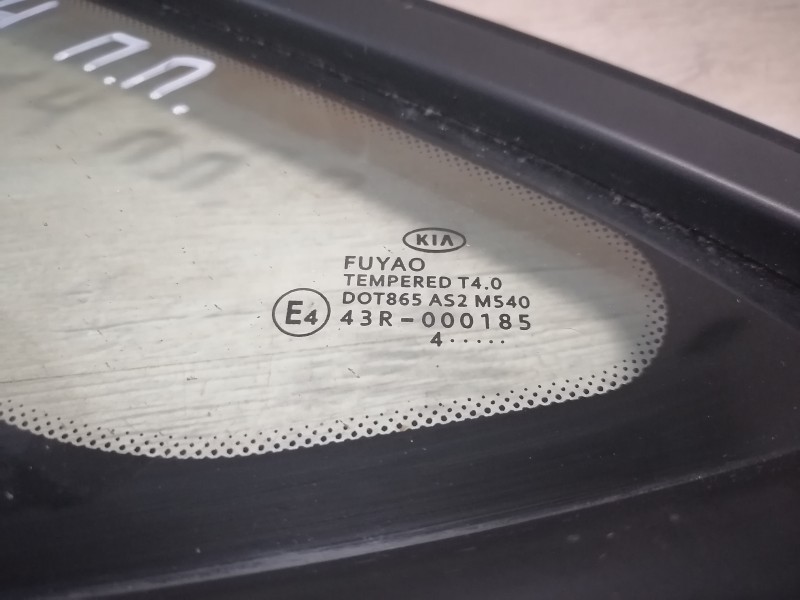 П.П.
KIA
FUYAO
TEMPERED T4.0
DOT865 AS2 M540
E4
43R-000185
4·····